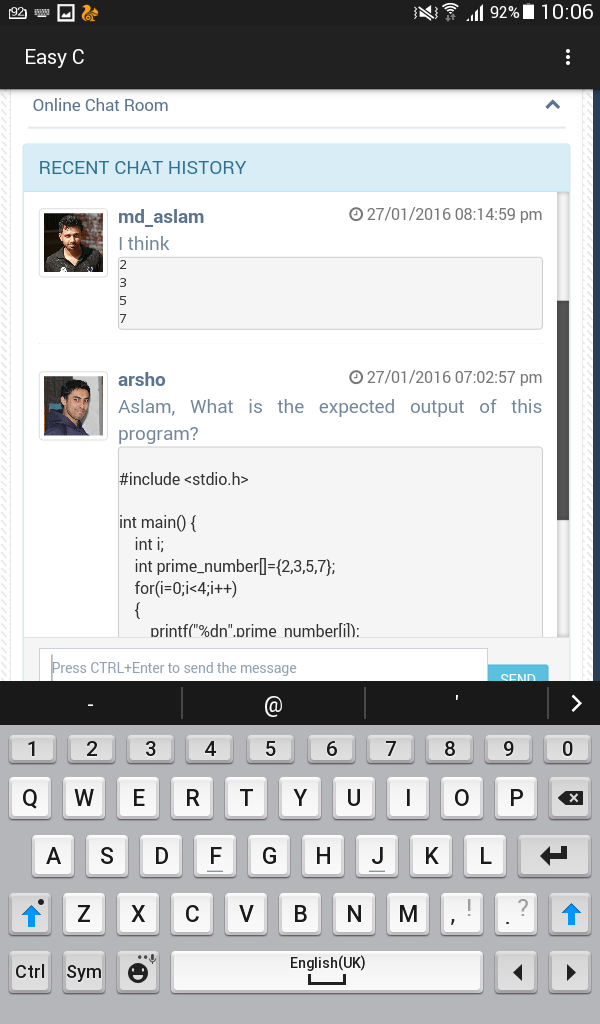 92
92% 10:06
Easy C
Online Chat Room
RECENT CHAT HISTORY
md_aslam 27/01/2016 08:14:59 pm
I think
2
3
5
7
arsho 27/01/2016 07:02:57 pm
Aslam, What is the expected output of this
program?
#include <stdio.h>
int main() {
int i;
int prime_number[]={2,3,5,7};
for(i=0;i<4;i++)
{
printf("%dn",prime_number[i]);
Press CTRL+Enter to send the message
SEND
- @ '
1 2 3 4 5 6 7 8 9 0
Q W E R T Y U I O P
A S D F G H J K L
Z X C V B N M , ! . ?
Ctrl Sym English(UK)